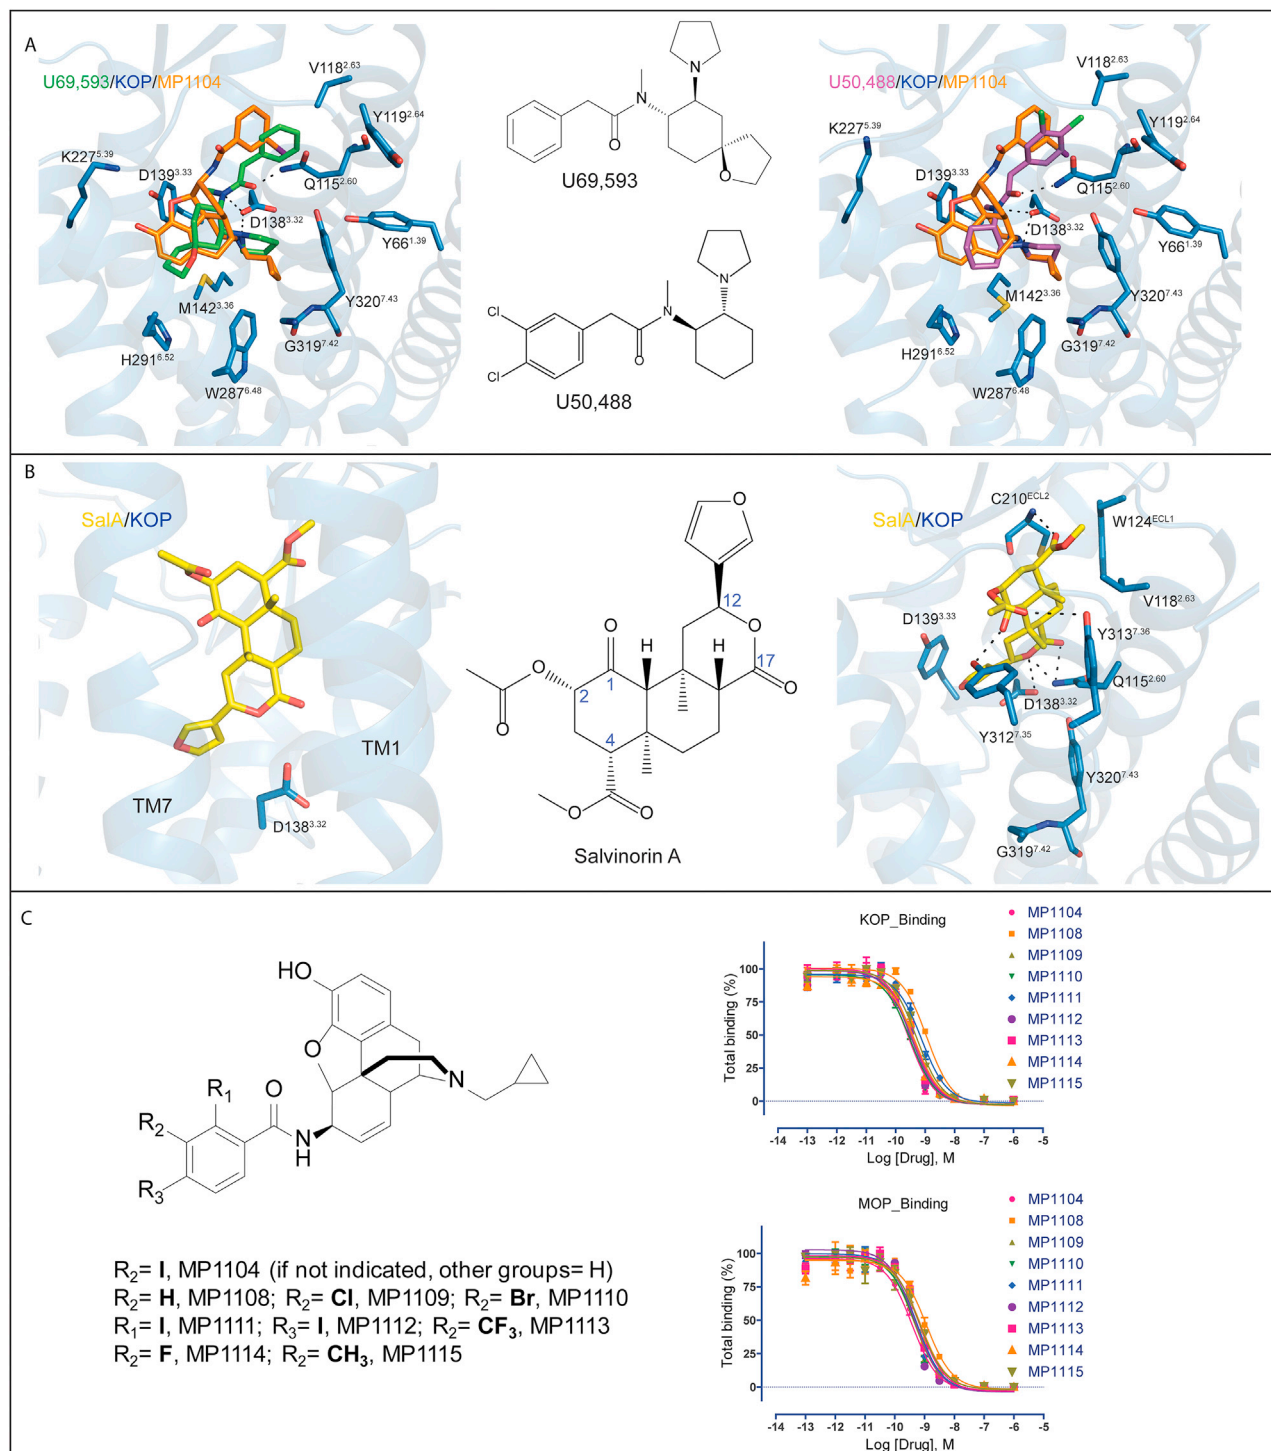 A
U69,593/KOP/MP1104
V118^2.63
Y119^2.64
K227^5.39
D139^3.33
Q115^2.60
D138^3.32
Y66^1.39
M142^3.36
Y320^7.43
H291^6.52
G319^7.42
W287^6.48
N
N
O
O
U69,593
N
N
Cl
Cl
O
U50,488
U50,488/KOP/MP1104
V118^2.63
Y119^2.64
K227^5.39
D139^3.33
Q115^2.60
D138^3.32
Y66^1.39
M142^3.36
Y320^7.43
H291^6.52
G319^7.42
W287^6.48
B
SalA/KOP
TM1
TM7
D138^3.32
O
12
O
H
H
O
17
O
O
1
2
O
4
O
O
Salvinorin A
SalA/KOP
C210^ECL2
W124^ECL1
V118^2.63
D139^3.33
Y313^7.36
Q115^2.60
D138^3.32
Y312^7.35
Y320^7.43
G319^7.42
C
HO
O
N
R1
O
R2
N
H
R3
R2= I, MP1104 (if not indicated, other groups= H)
R2= H, MP1108; R2= Cl, MP1109; R2= Br, MP1110
R1= I, MP1111; R3= I, MP1112; R2= CF3, MP1113
R2= F, MP1114; R2= CH3, MP1115
KOP_Binding
Total binding (%)
100
75
50
25
0
-14 -13 -12 -11 -10 -9 -8 -7 -6 -5
Log [Drug], M
MP1104
MP1108
MP1109
MP1110
MP1111
MP1112
MP1113
MP1114
MP1115
MOP_Binding
Total binding (%)
100
75
50
25
0
-14 -13 -12 -11 -10 -9 -8 -7 -6 -5
Log [Drug], M
MP1104
MP1108
MP1109
MP1110
MP1111
MP1112
MP1113
MP1114
MP1115